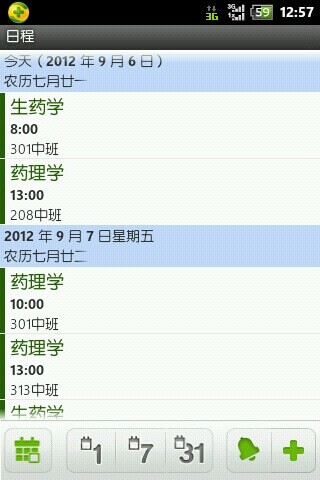 3G 3G 59 12:57
日程
今天（2012 年 9 月 6 日）
农历七月廿一
生药学
8:00
301中班
药理学
13:00
208中班
2012 年 9 月 7 日星期五
农历七月廿二
药理学
10:00
301中班
药理学
13:00
313中班
生药学
1 7 31